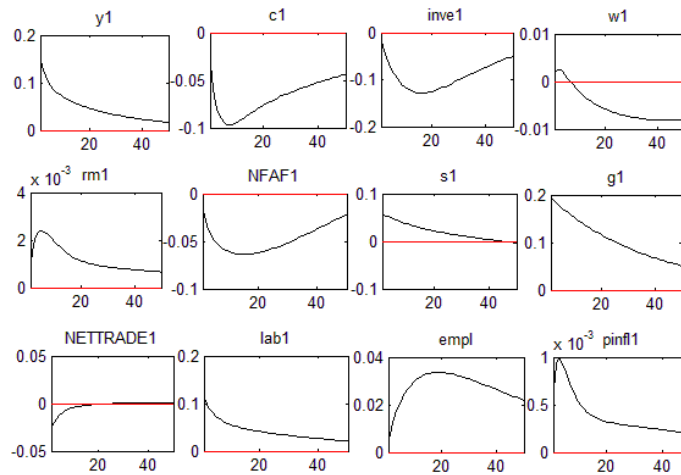 y1 c1 inve1 w1
0.2 0 0 0.01
0.1 -0.05 -0.1 0
0 -0.1 -0.2 -0.01
20 40 20 40 20 40 20 40
x 10⁻³ rm1 NFAF1 s1 g1
4 0 0.1 0.2
2 -0.05 0 0.1
0 -0.1 -0.1 0
20 40 20 40 20 40 20 40
NETTRADE1 lab1 empl x 10⁻³ pinfl1
0.05 0.2 0.04 1
0 0.1 0.02 0.5
-0.05 0 0 0
20 40 20 40 20 40 20 40